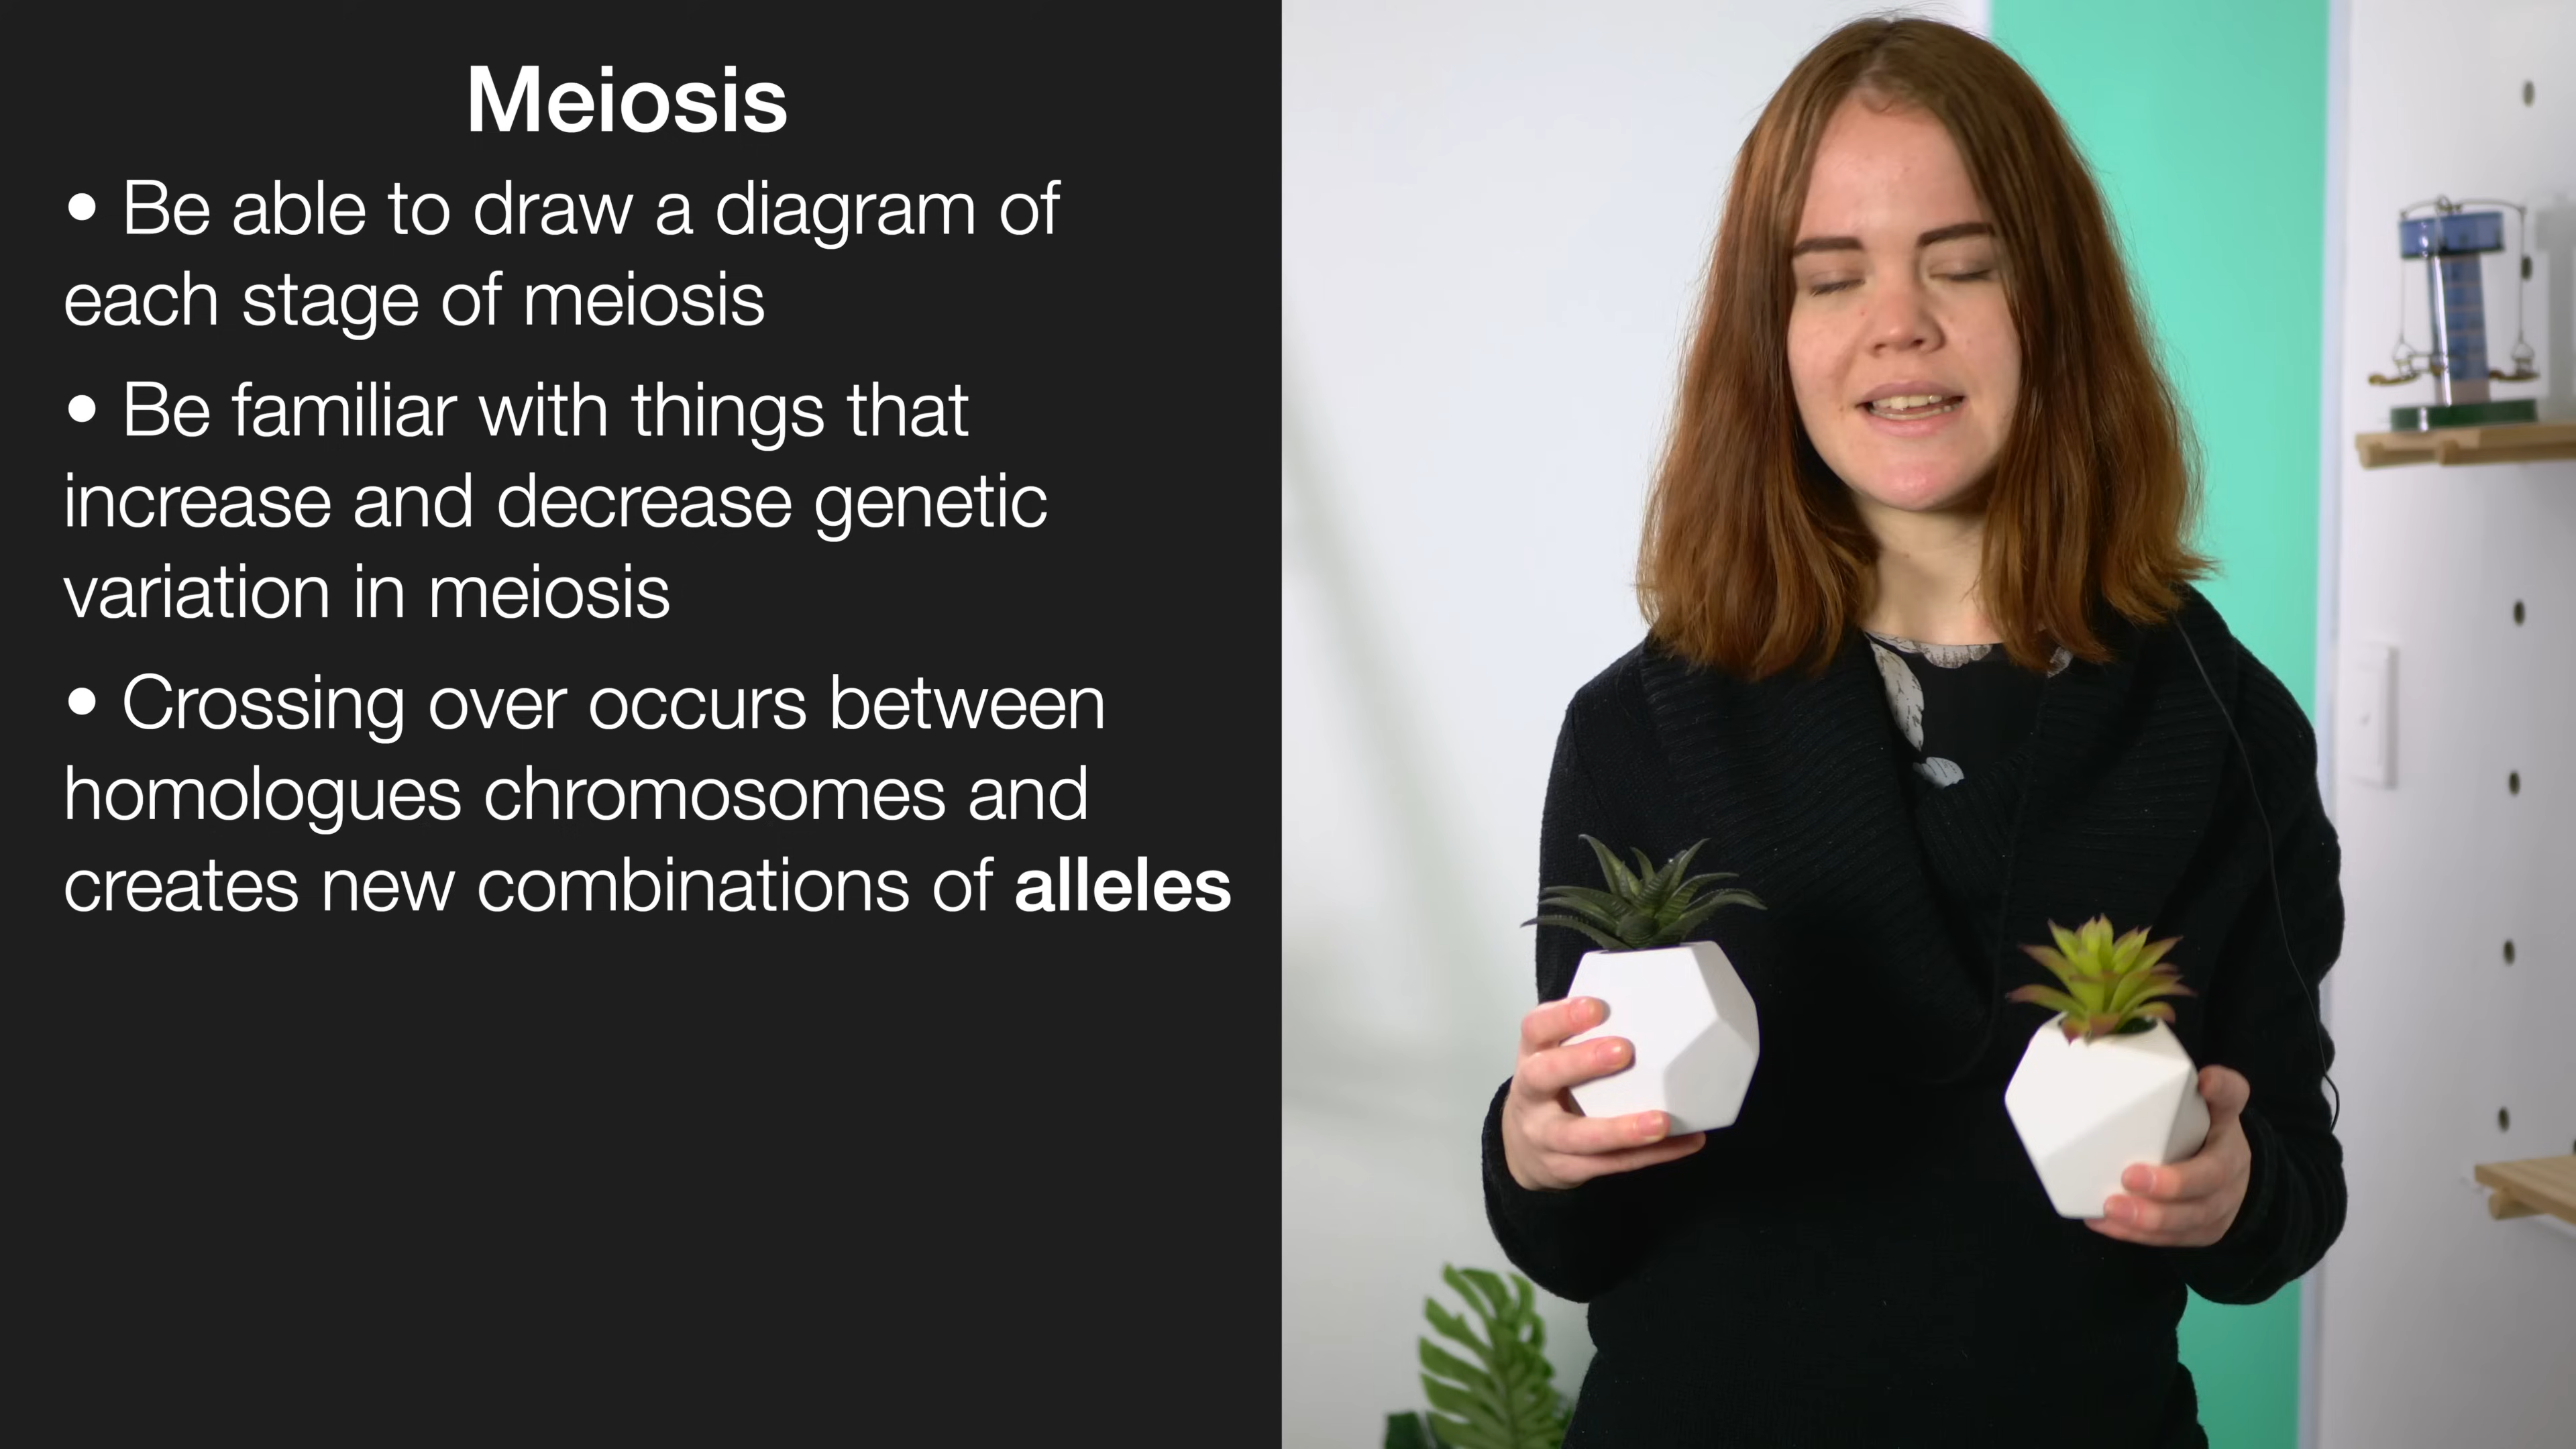 Meiosis
• Be able to draw a diagram of
each stage of meiosis
• Be familiar with things that
increase and decrease genetic
variation in meiosis
• Crossing over occurs between
homologues chromosomes and
creates new combinations of alleles